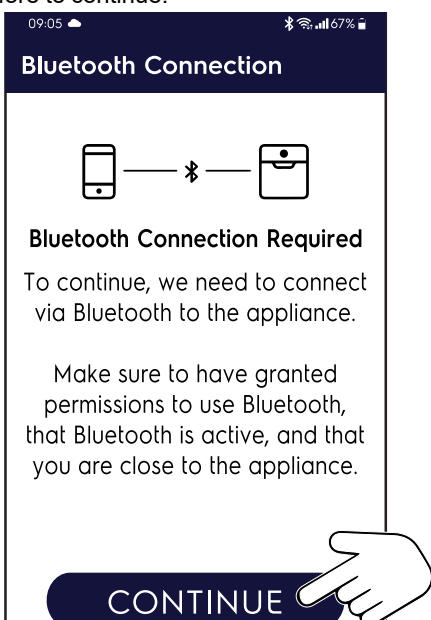 here to continue.
09:05 67%
Bluetooth Connection
Bluetooth Connection Required
To continue, we need to connect
via Bluetooth to the appliance.
Make sure to have granted
permissions to use Bluetooth,
that Bluetooth is active, and that
you are close to the appliance.
CONTINUE